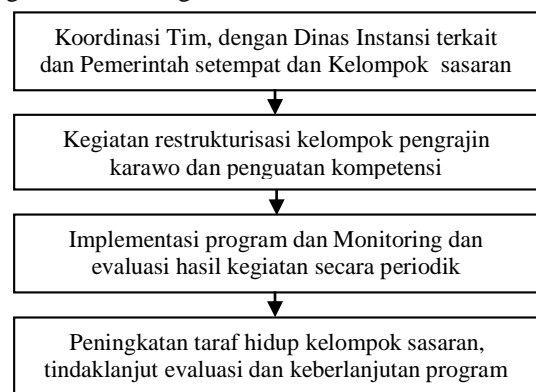 Koordinasi Tim, dengan Dinas Instansi terkait
dan Pemerintah setempat dan Kelompok sasaran
Kegiatan restrukturisasi kelompok pengrajin
karawo dan penguatan kompetensi
Implementasi program dan Monitoring dan
evaluasi hasil kegiatan secara periodik
Peningkatan taraf hidup kelompok sasaran,
tindaklanjut evaluasi dan keberlanjutan program